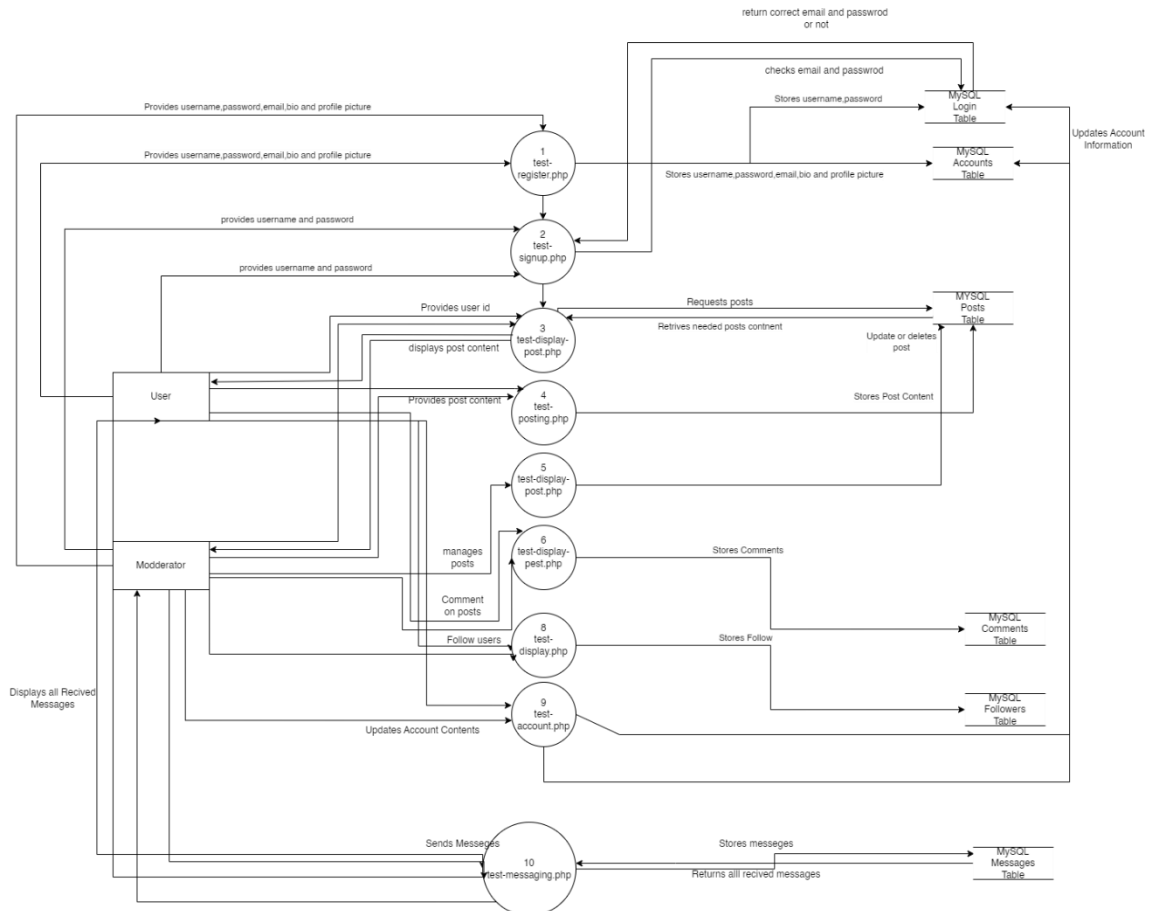 return correct email and passwrod
or not
checks email and passwrod
Provides username,password,email,bio and profile picture
Stores username,password
MySQL
Login
Table
Updates Account
Information
Provides username,password,email,bio and profile picture
1
test-
register.php
Stores username,password,email,bio and profile picture
MySQL
Accounts
Table
provides username and password
2
test-
signup.php
provides username and password
Provides user id
Requests posts
MYSQL
Posts
Table
3
test-display-
post.php
Retrives needed posts contnent
displays post content
Update or deletes
post
User
Provides post content
4
test-
posting.php
Stores Post Content
5
test-display-
post.php
manages
posts
Modderator
6
test-display-
pest.php
Stores Comments
Comment
on posts
MySQL
Comments
Table
Follow users
8
test-
display.php
Stores Follow
Displays all Recived
Messages
MySQL
Followers
Table
9
test-
account.php
Updates Account Contents
Sends Messeges
10
test-messaging.php
Stores messeges
Returns alll recived messages
MySQL
Messages
Table